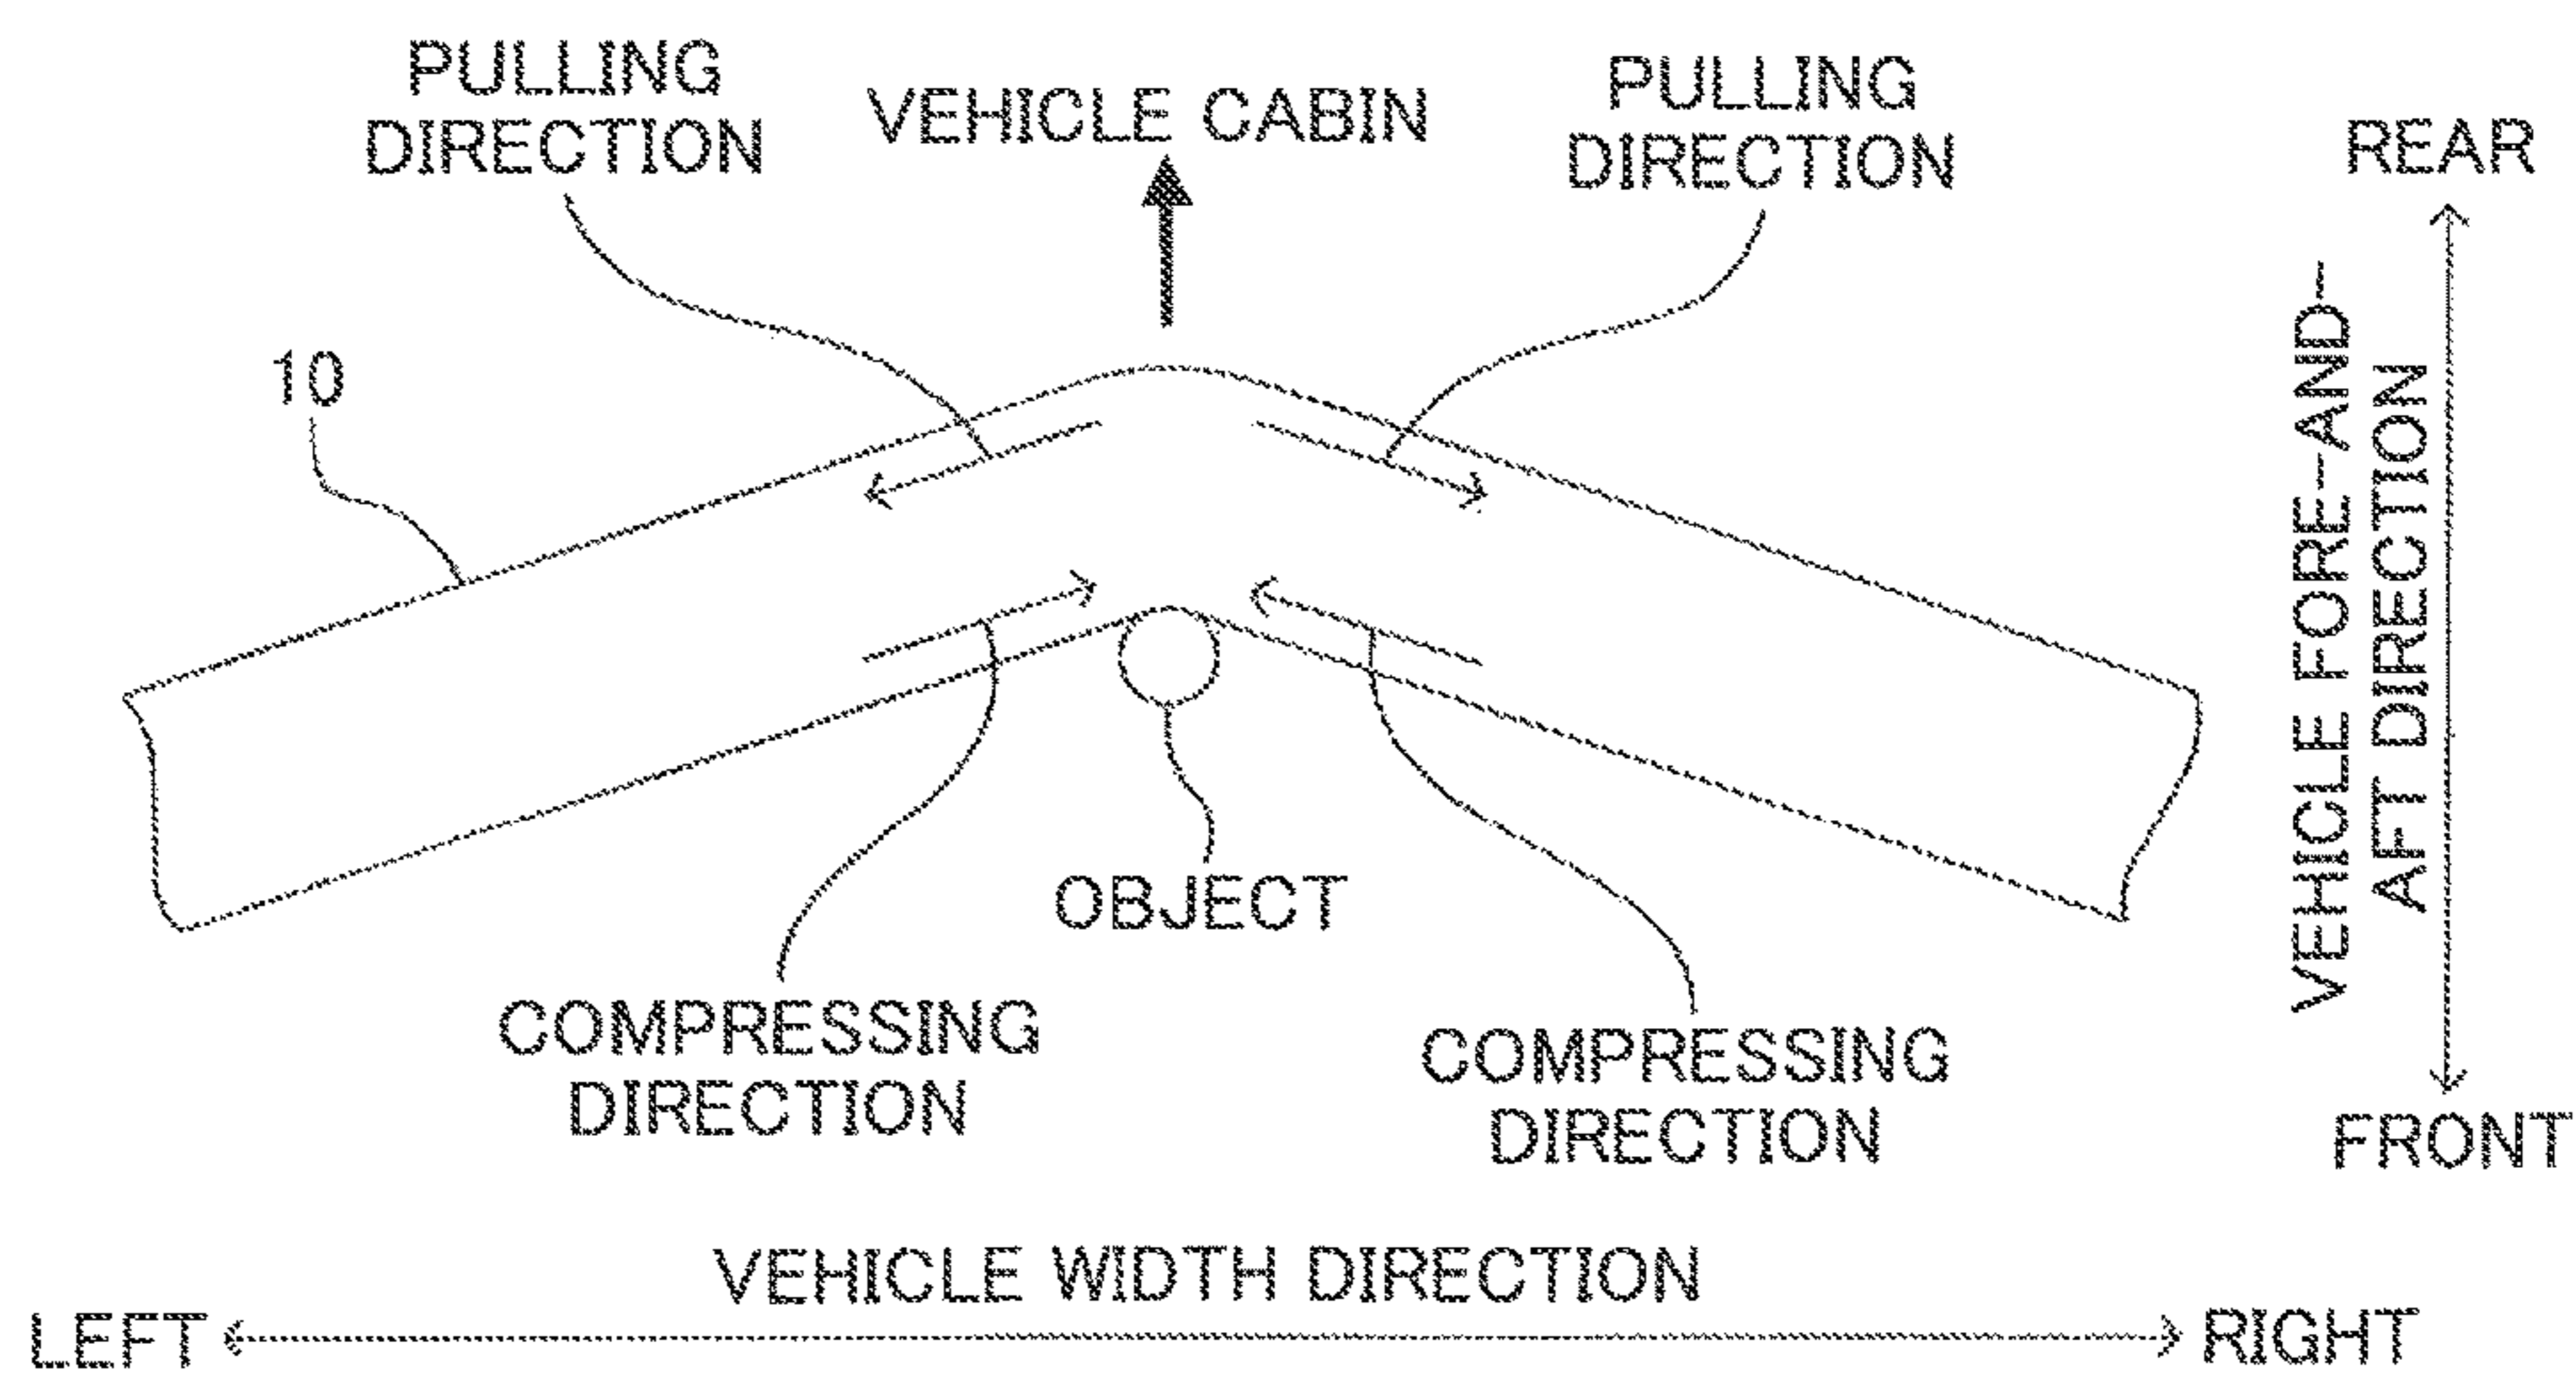 PULLING
DIRECTION
VEHICLE CABIN
PULLING
DIRECTION
REAR
10
VEHICLE FORE-AND-
AFT DIRECTION
OBJECT
COMPRESSING
DIRECTION
COMPRESSING
DIRECTION
FRONT
VEHICLE WIDTH DIRECTION
LEFT
RIGHT